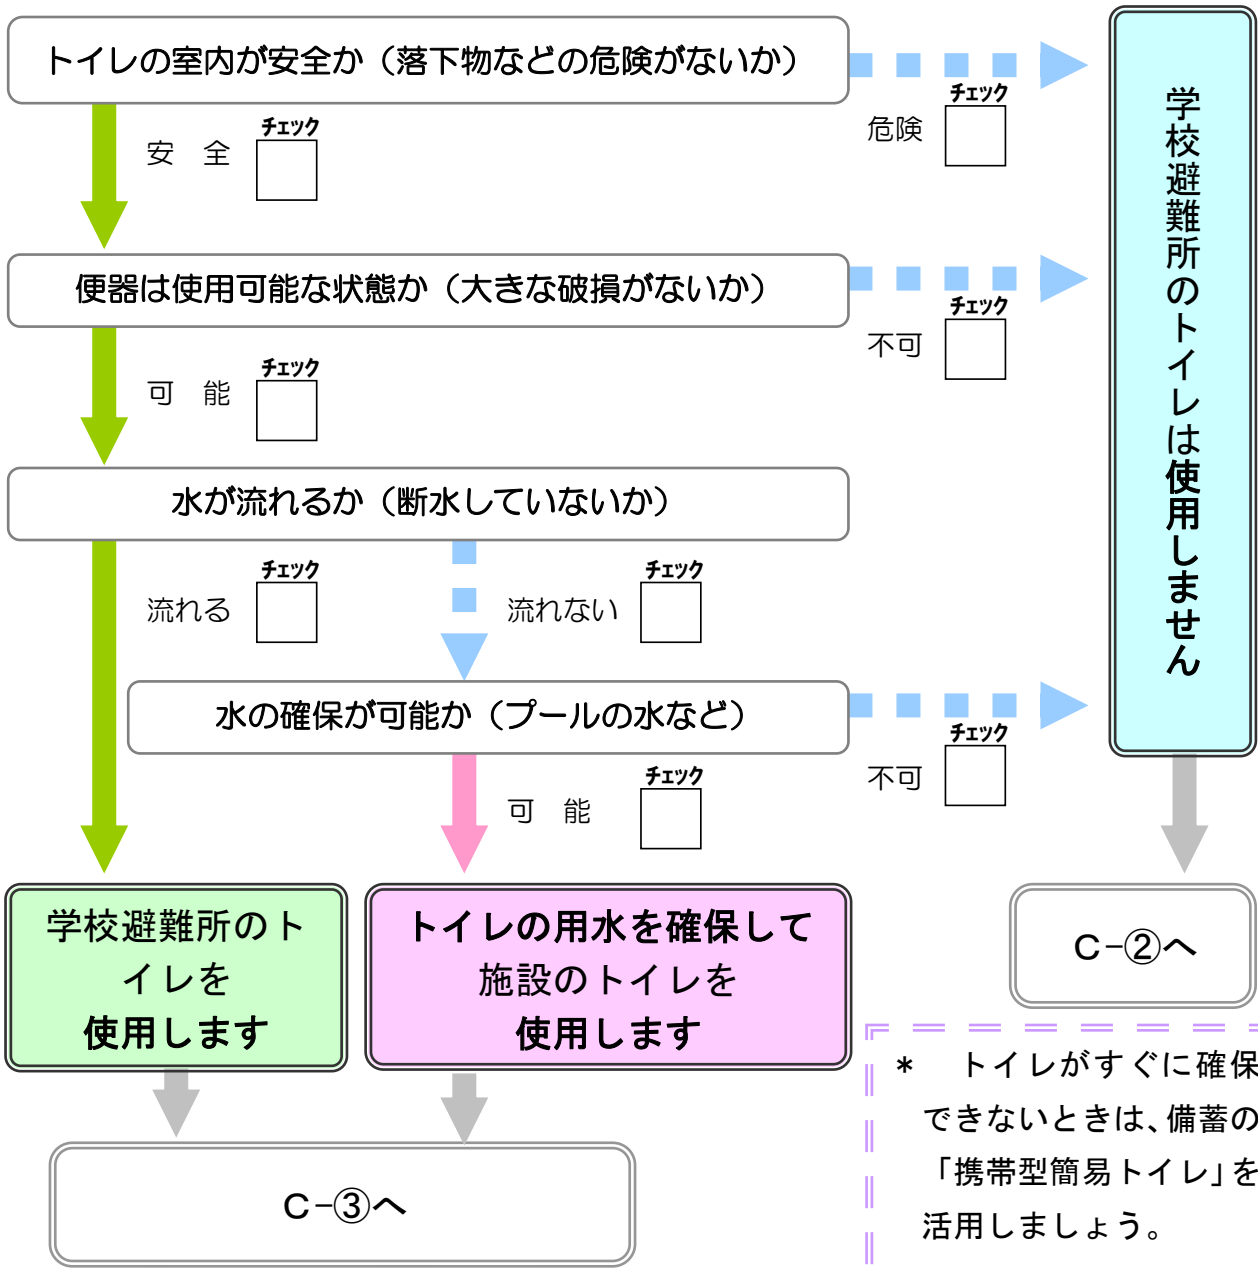 トイレの室内が安全か（落下物などの危険がないか）
チェック
安　全
チェック
危険
便器は使用可能な状態か（大きな破損がないか）
チェック
可　能
チェック
不可
水が流れるか（断水していないか）
チェック
流れる
チェック
流れない
水の確保が可能か（プールの水など）
チェック
可　能
チェック
不可
学校避難所のトイレは使用しません
学校避難所のト
イレを
使用します
トイレの用水を確保して
施設のトイレを
使用します
C-②へ
C-③へ
*　トイレがすぐに確保
できないときは、備蓄の
「携帯型簡易トイレ」を
活用しましょう。